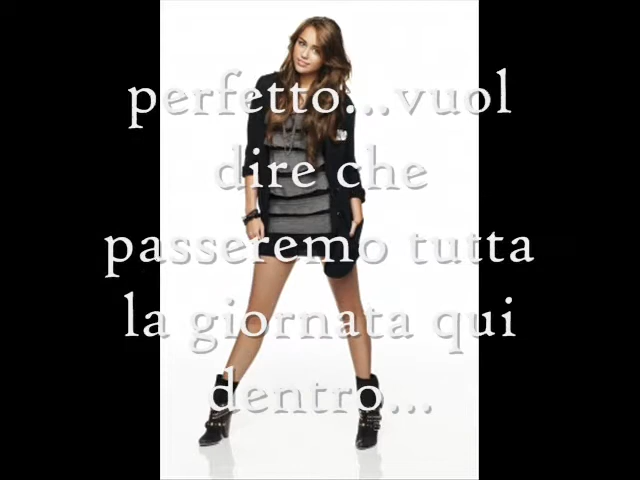 perfetto...vuol
dire che
passeremo tutta
la giornata qui
dentro...